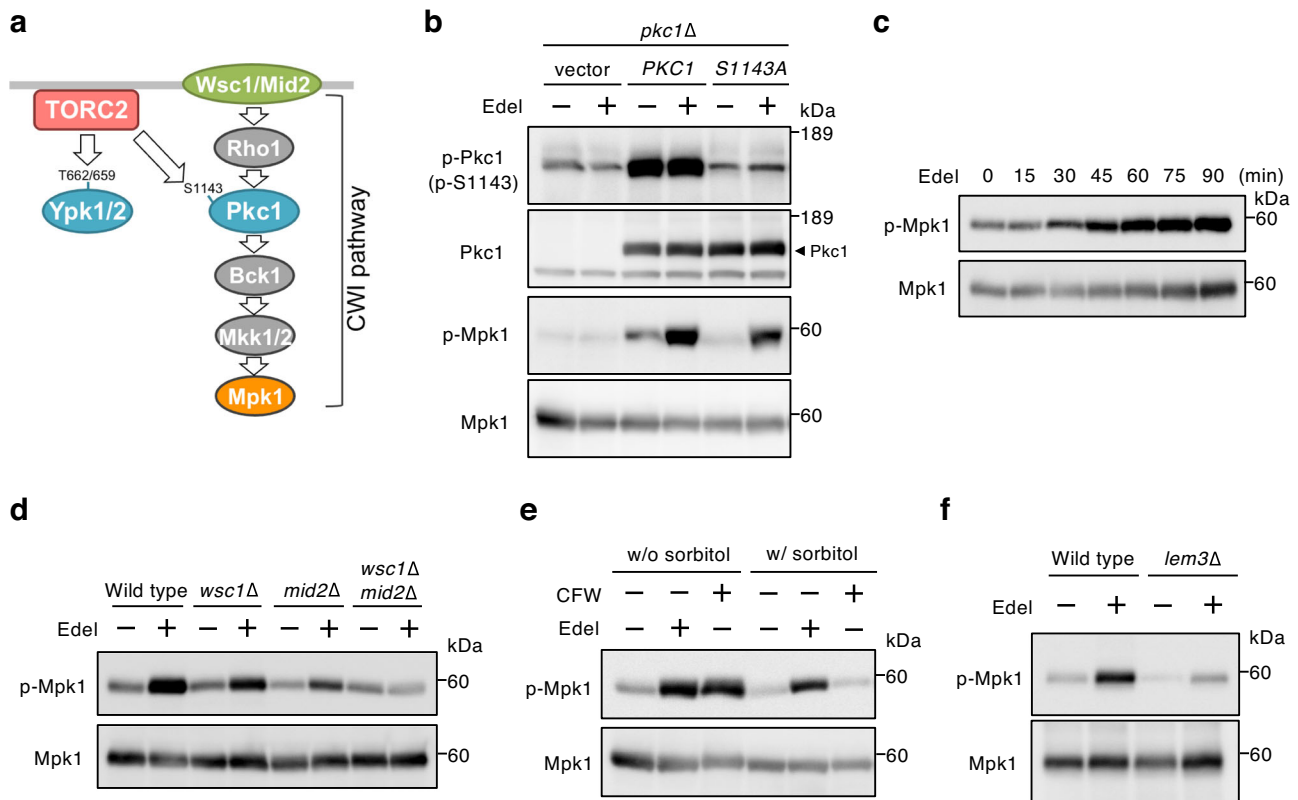 a
Wsc1/Mid2
TORC2
Rho1
T662/659
S1143
Ypk1/2
Pkc1
Bck1
Mkk1/2
Mpk1
CWI pathway
b
pkc1Δ
vector PKC1 S1143A
Edel − + − + − + kDa
p-Pkc1
(p-S1143)
189
Pkc1
189
◄ Pkc1
p-Mpk1
60
Mpk1
60
c
Edel 0 15 30 45 60 75 90 (min)
kDa
p-Mpk1
60
Mpk1
60
d
wsc1Δ
Wild type wsc1Δ mid2Δ mid2Δ
Edel − + − + − + − +
kDa
p-Mpk1
60
Mpk1
60
e
w/o sorbitol w/ sorbitol
CFW − − + − − +
Edel − + − − + −
kDa
p-Mpk1
60
Mpk1
60
f
Wild type lem3Δ
Edel − + − +
kDa
p-Mpk1
60
Mpk1
60